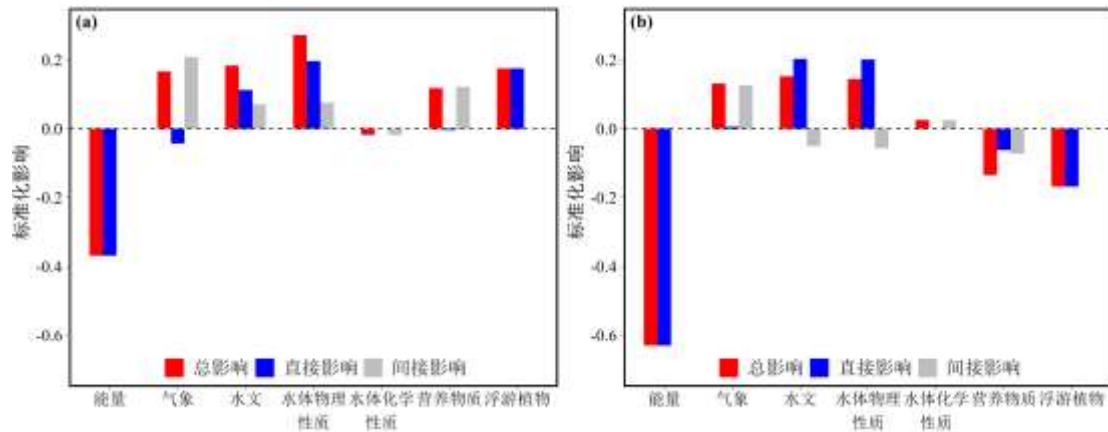 (a)
0.2
0.0
-0.2
-0.4
-0.6
标准化影响
总影响 直接影响 间接影响
能量 气象 水文 水体物理 水体化学 营养物质 浮游植物
性质 性质
(b)
0.2
0.0
-0.2
-0.4
-0.6
标准化影响
总影响 直接影响 间接影响
能量 气象 水文 水体物理 水体化学 营养物质 浮游植物
性质 性质